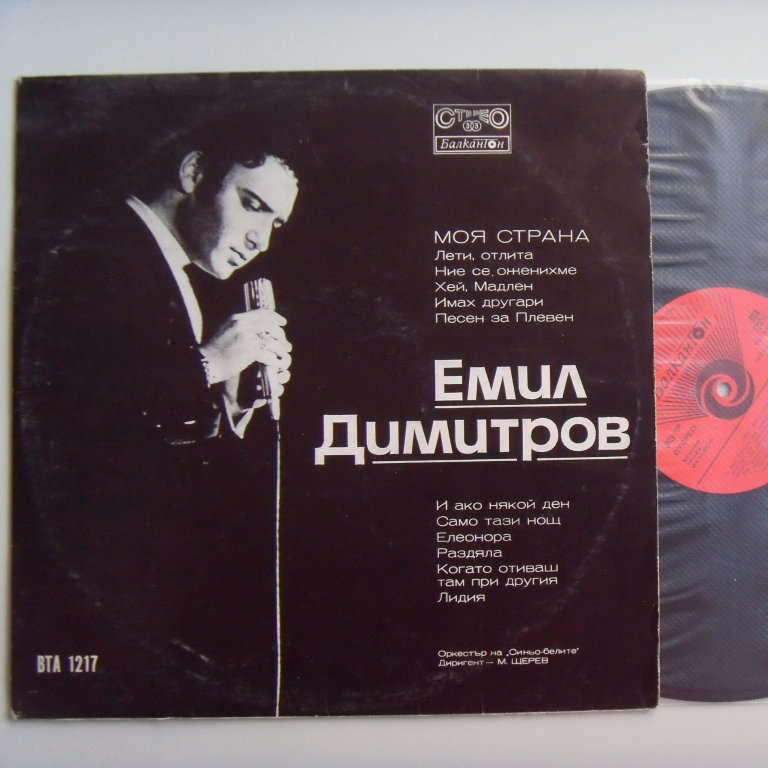 СТЕРЕО
33
Балкантон
МОЯ СТРАНА
Лети, отлита
Ние се, оженихме
Хей, Мадлен
Имах другари
Песен за Плевен
Емил
Димитров
И ако някой ден
Само тази нощ
Елеонора
Раздяла
Когато отиваш
там при другия
Лидия
Оркестър на „Синьо-белите“
Диригент — М. ЩЕРЕВ
ВТА 1217
БАЛКАНТОН